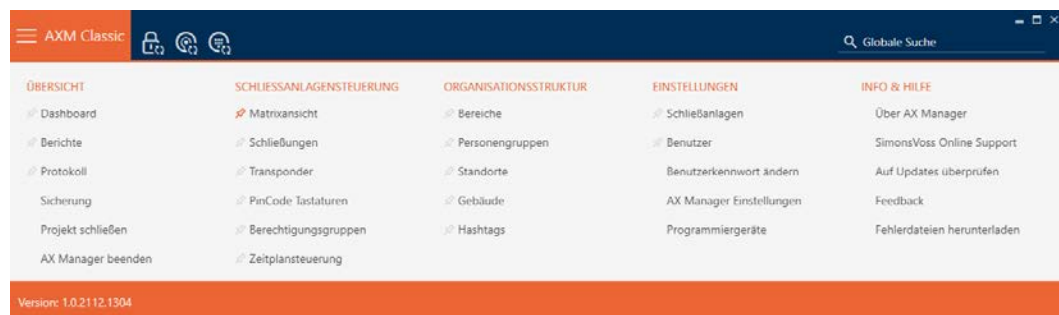 AXM Classic
Globale Suche
ÜBERSICHT
Dashboard
Berichte
Protokoll
Sicherung
Projekt schließen
AX Manager beenden
SCHLIESSANLAGENSTEUERUNG
Matrixansicht
Schließungen
Transponder
PinCode Tastaturen
Berechtigungsgruppen
Zeitplansteuerung
ORGANISATIONSSTRUKTUR
Bereiche
Personengruppen
Standorte
Gebäude
Hashtags
EINSTELLUNGEN
Schließanlagen
Benutzer
Benutzerkennwort ändern
AX Manager Einstellungen
Programmiergeräte
INFO & HILFE
Über AX Manager
SimonsVoss Online Support
Auf Updates überprüfen
Feedback
Fehlerdateien herunterladen
Version: 1.0.2112.1304